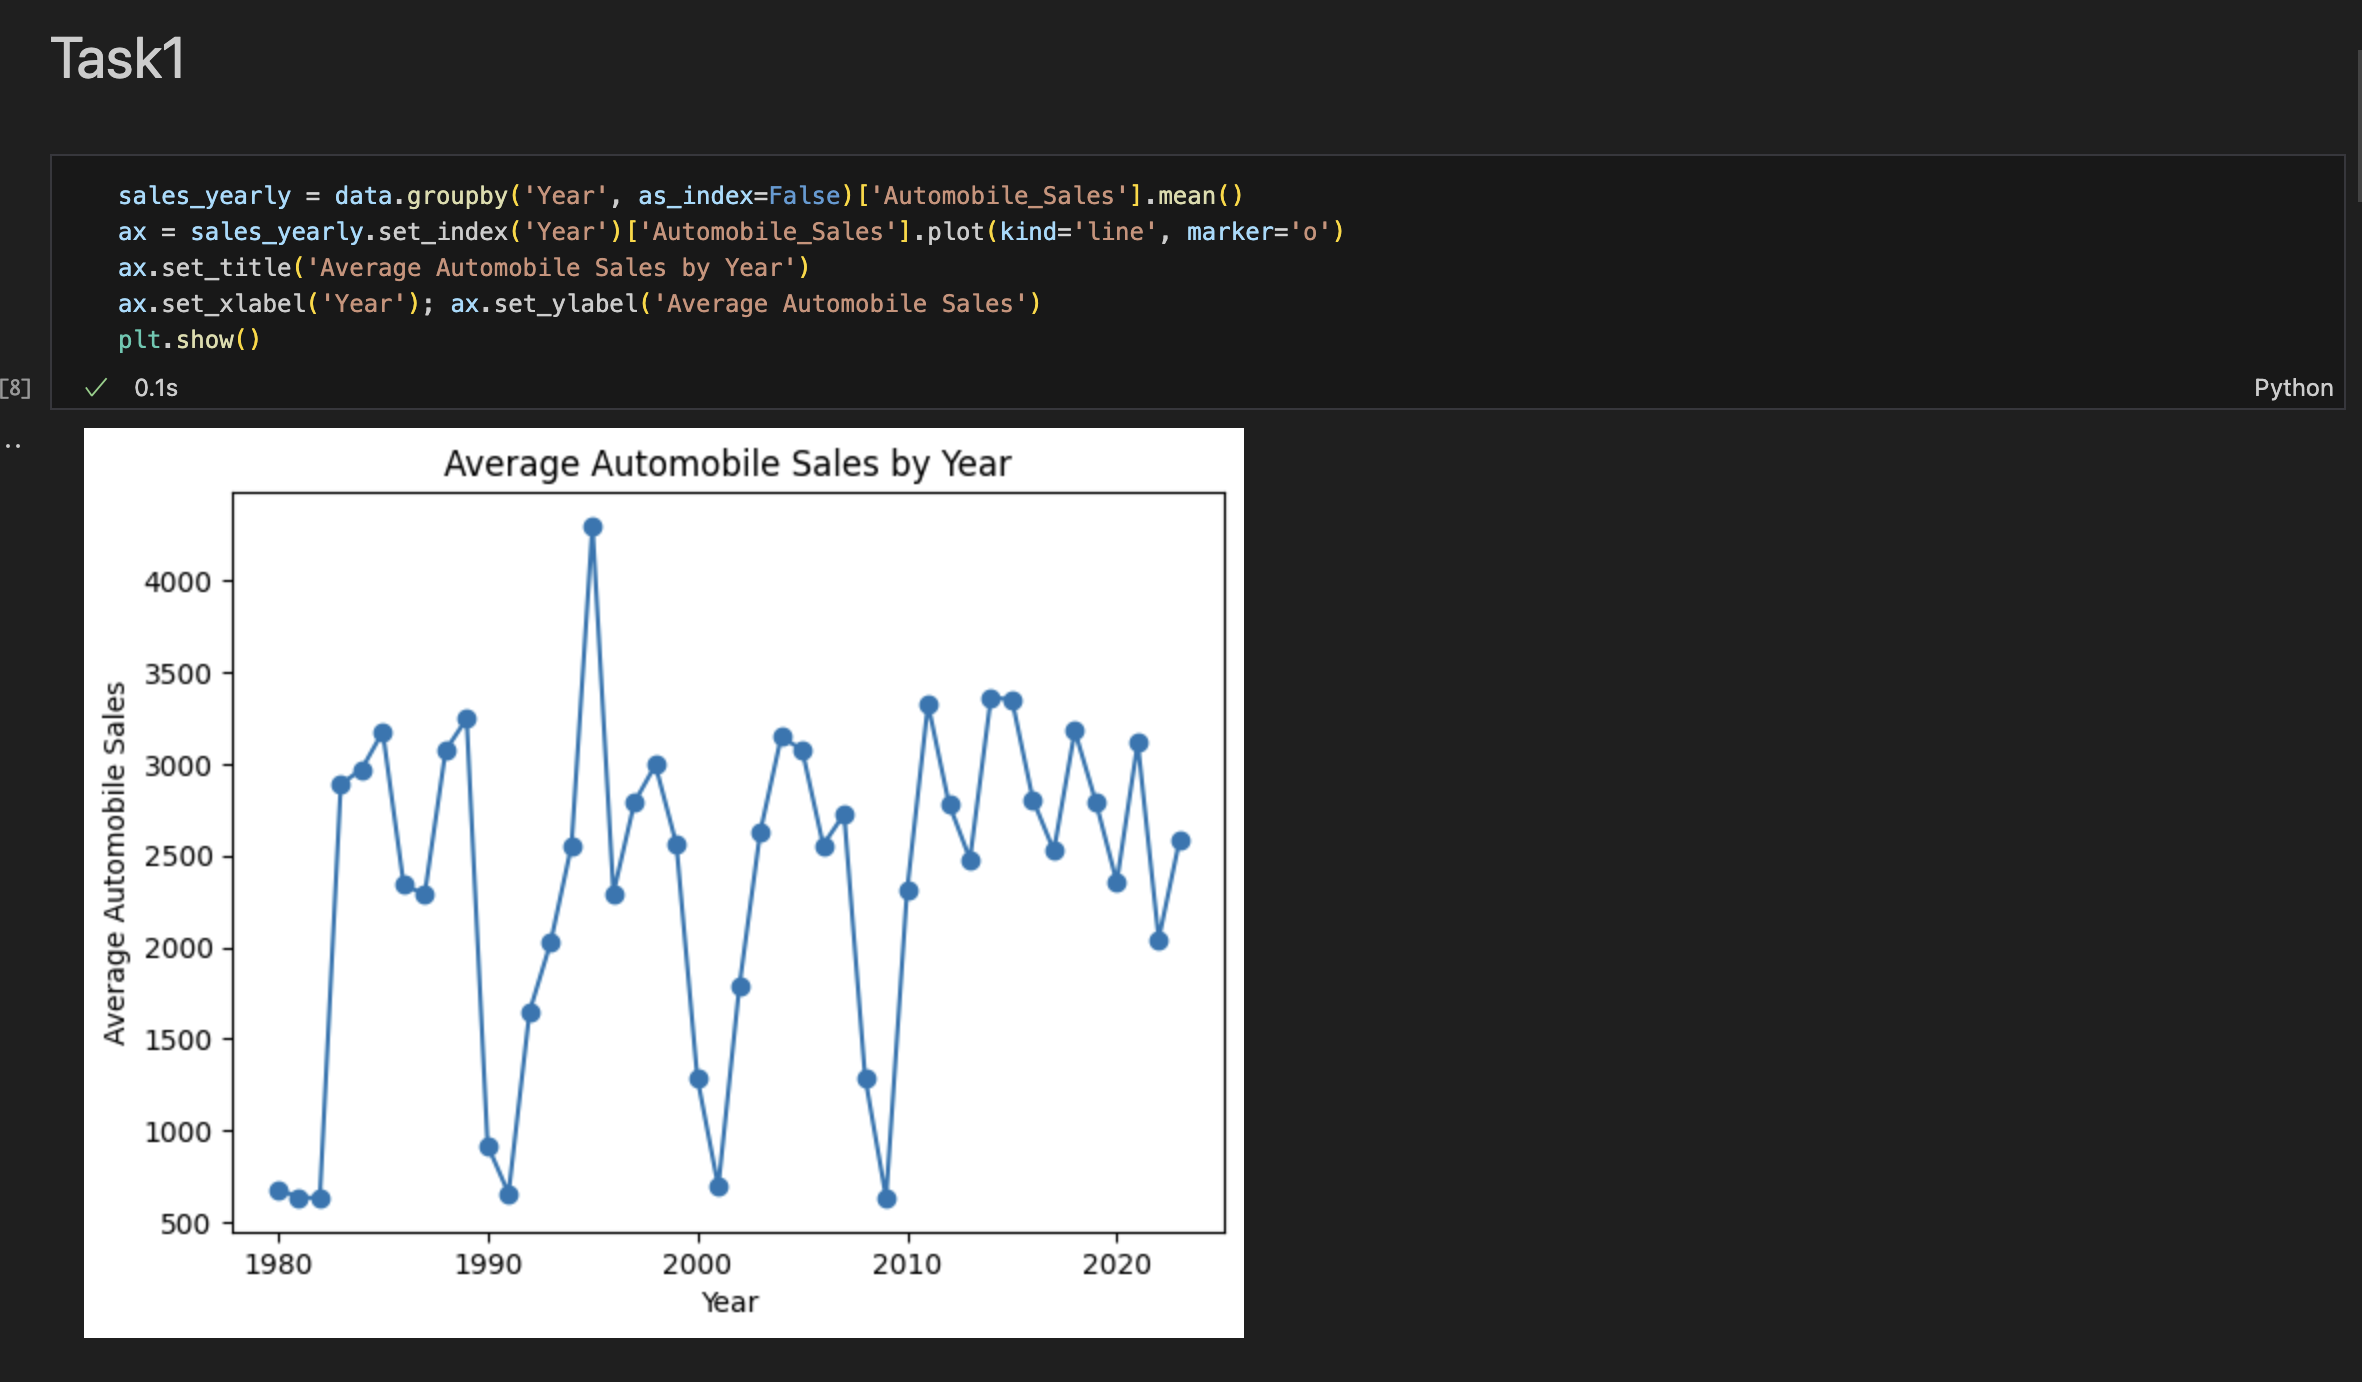 Task1
sales_yearly = data.groupby('Year', as_index=False)['Automobile_Sales'].mean()
ax = sales_yearly.set_index('Year')['Automobile_Sales'].plot(kind='line', marker='o')
ax.set_title('Average Automobile Sales by Year')
ax.set_xlabel('Year'); ax.set_ylabel('Average Automobile Sales')
plt.show()
[8]
0.1s
Python
Average Automobile Sales by Year
4000
3500
3000
2500
2000
1500
1000
500
Average Automobile Sales
1980 1990 2000 2010 2020
Year